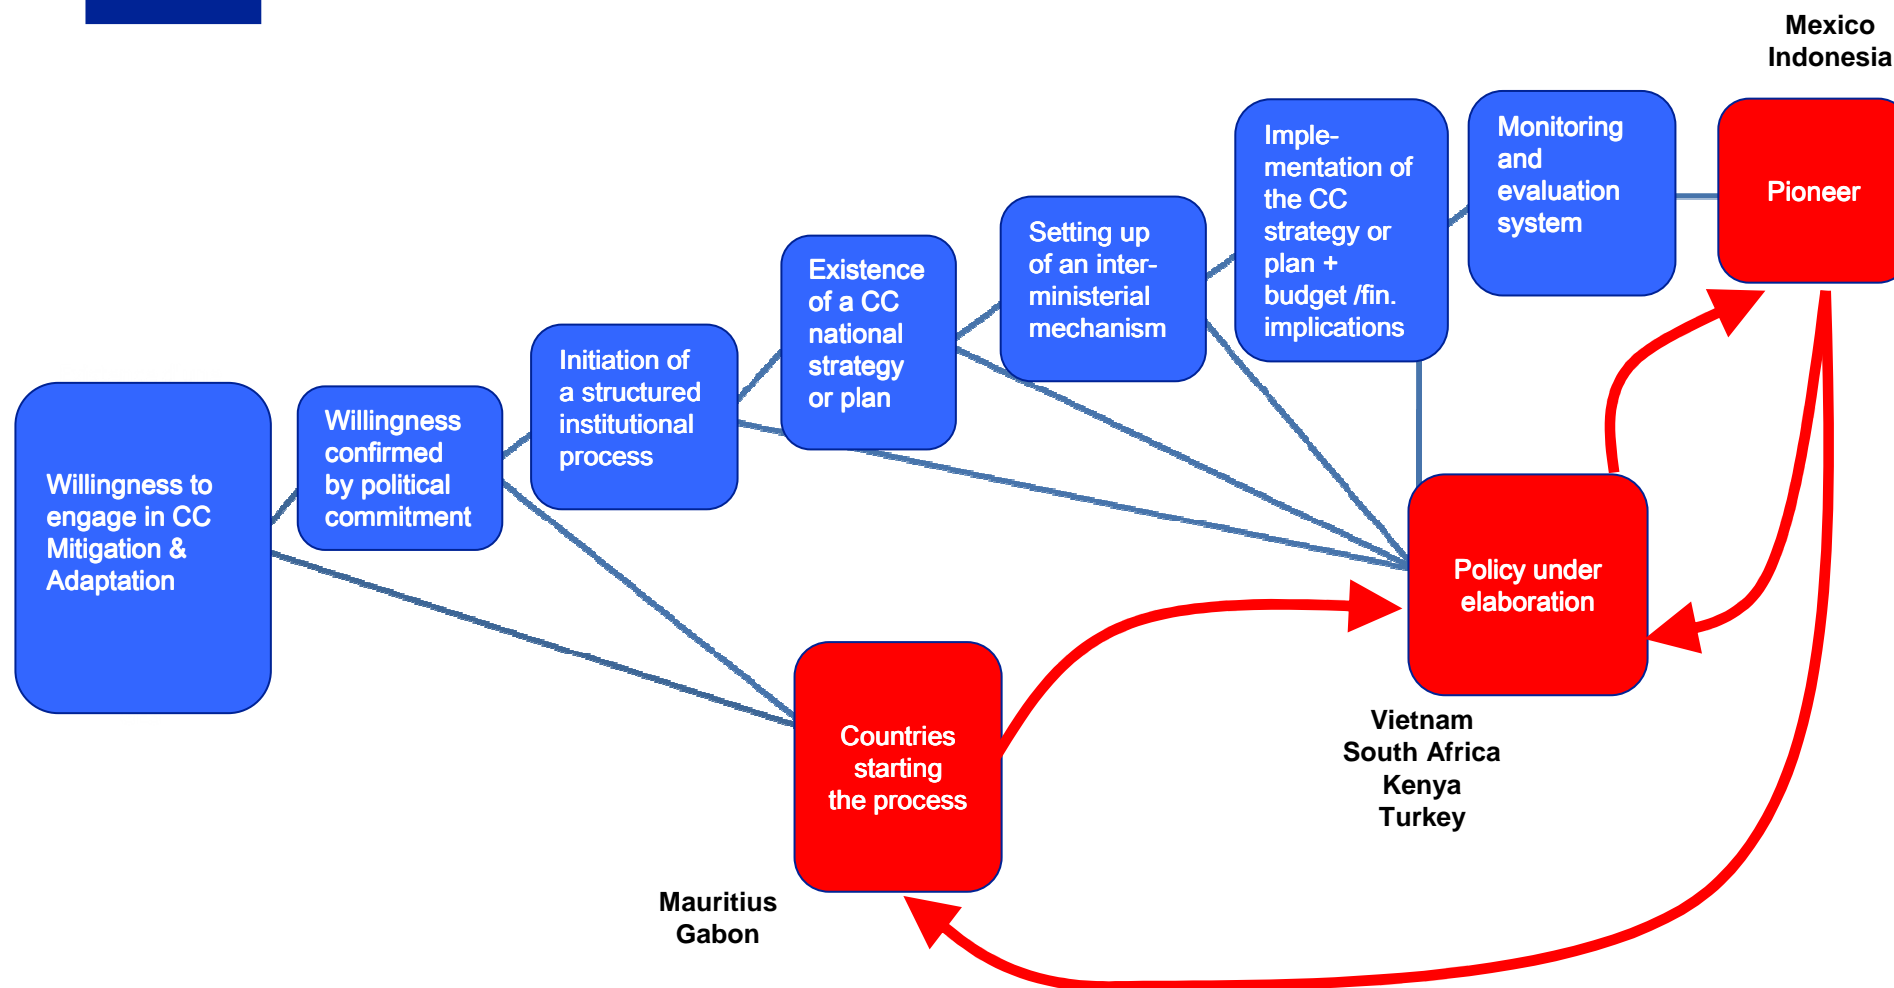 Mexico
Indonesia
Willingness to
engage in CC
Mitigation &
Adaptation
Willingness
confirmed
by political
commitment
Initiation of
a structured
institutional
process
Existence
of a CC
national
strategy
or plan
Setting up
of an inter-
ministerial
mechanism
Imple-
mentation of
the CC
strategy or
plan +
budget /fin.
implications
Monitoring
and
evaluation
system
Pioneer
Policy under
elaboration
Vietnam
South Africa
Kenya
Turkey
Countries
starting
the process
Mauritius
Gabon